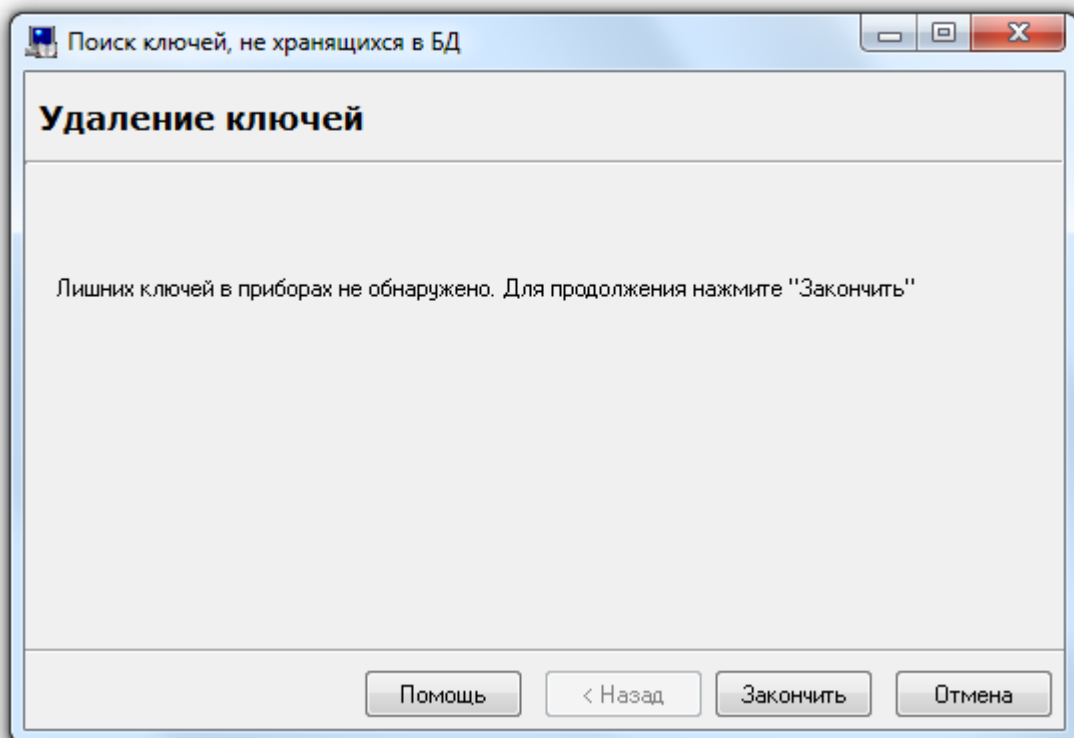 Поиск ключей, не хранящихся в БД
Удаление ключей
Лишних ключей в приборах не обнаружено. Для продолжения нажмите "Закончить"
Помощь < Назад Закончить Отмена